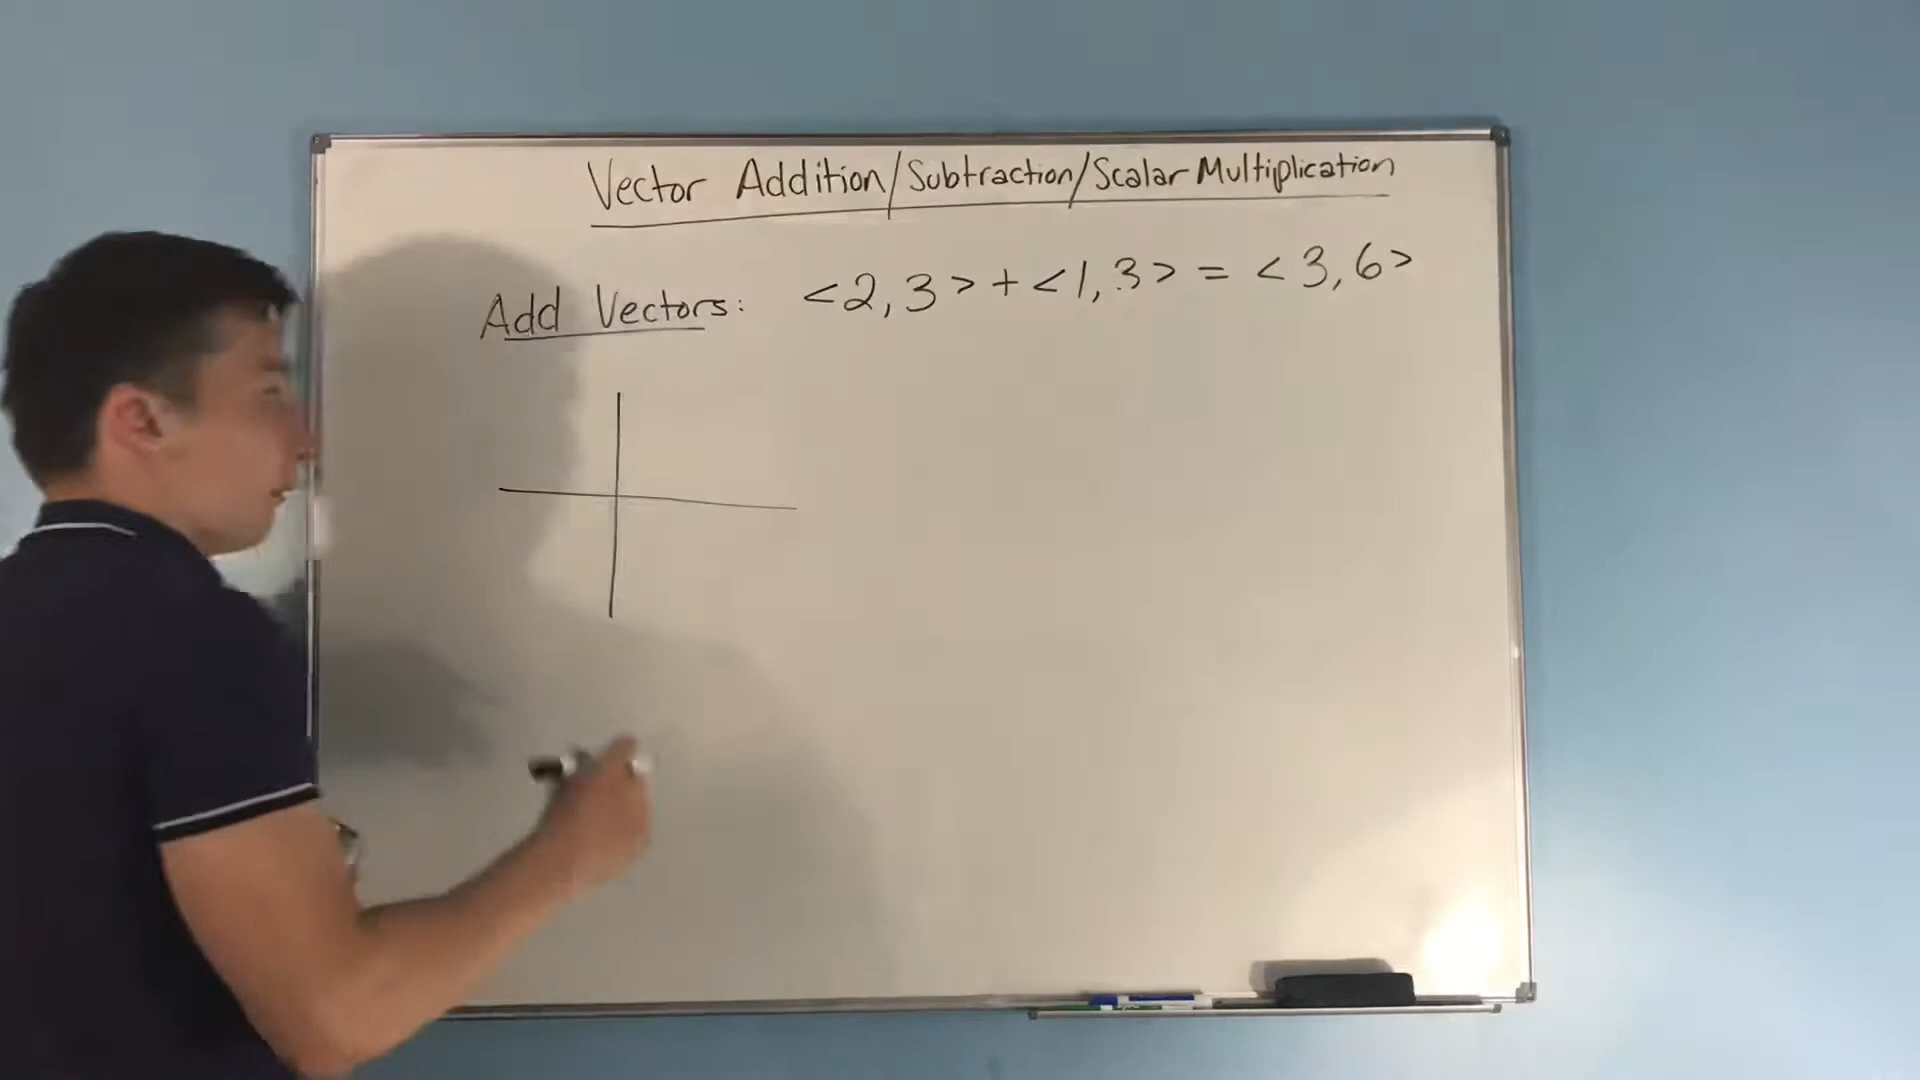 Vector Addition/Subtraction/Scalar Multiplication
Add Vectors: <2,3> + <1,3> = <3,6>